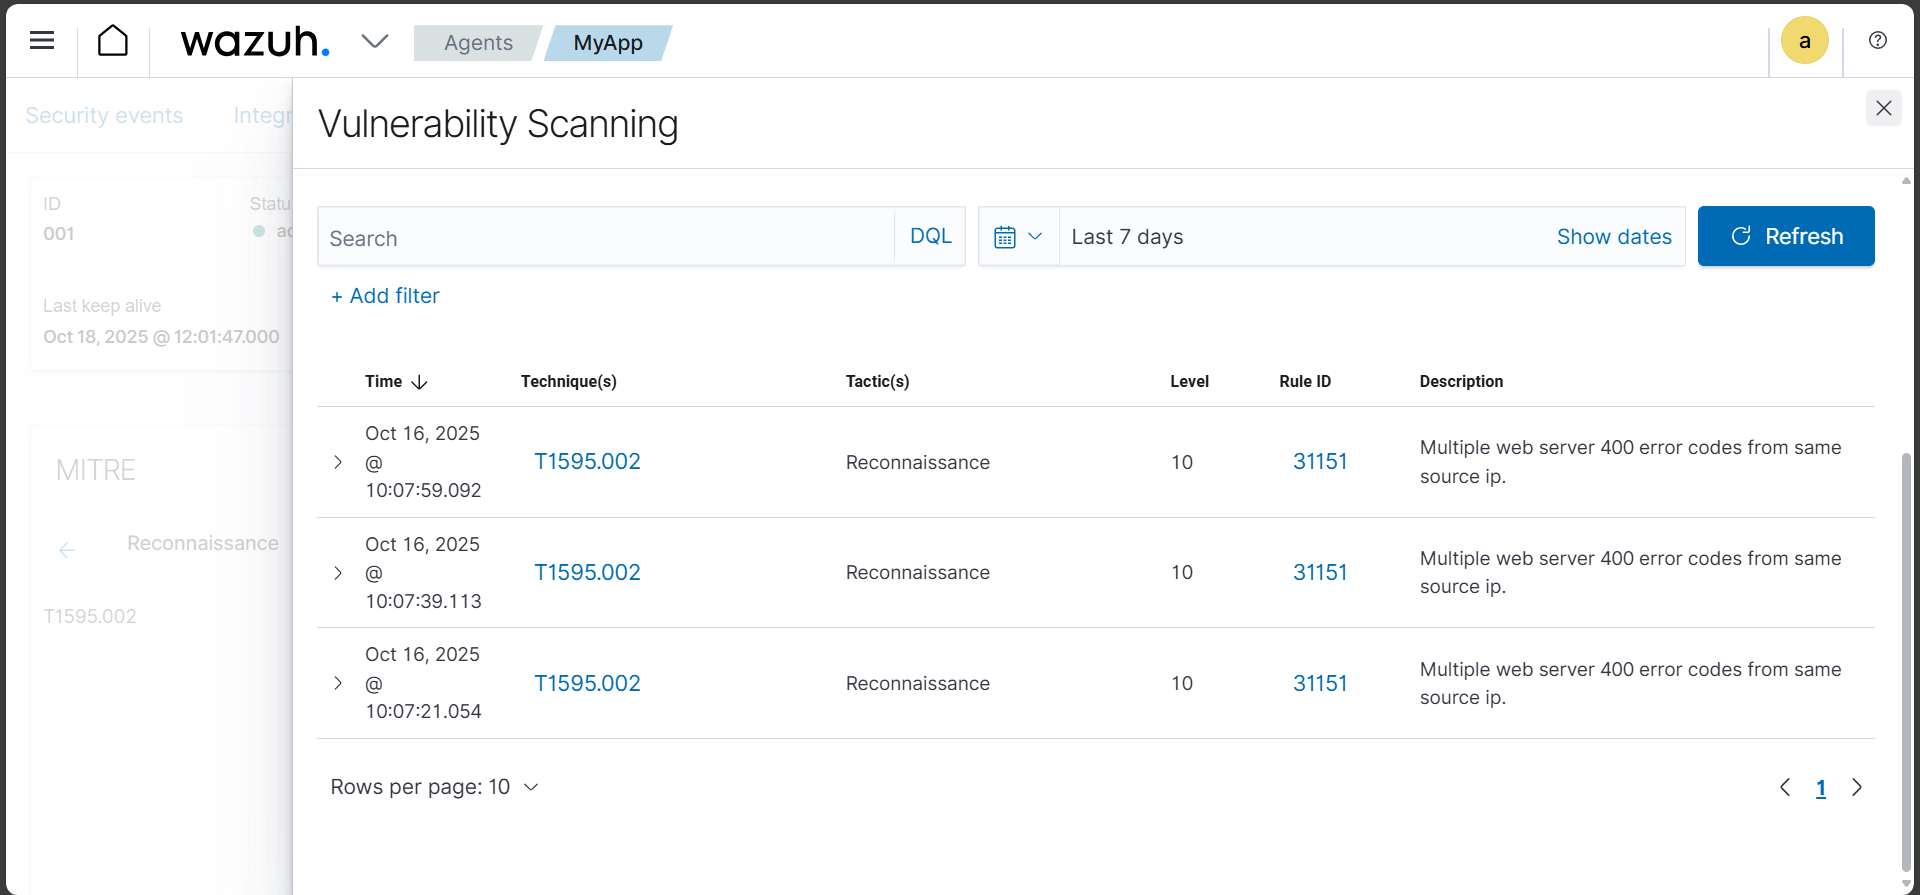 wazuh.
Agents
MyApp
a
Security events
Integr
Vulnerability Scanning
ID
001
Statu
ac
Last keep alive
Oct 18, 2025 @ 12:01:47.000
MITRE
Reconnaissance
T1595.002
Search
DQL
Last 7 days
Show dates
Refresh
+ Add filter
Time
Technique(s)
Tactic(s)
Level
Rule ID
Description
Oct 16, 2025
@
10:07:59.092
T1595.002
Reconnaissance
10
31151
Multiple web server 400 error codes from same
source ip.
Oct 16, 2025
@
10:07:39.113
T1595.002
Reconnaissance
10
31151
Multiple web server 400 error codes from same
source ip.
Oct 16, 2025
@
10:07:21.054
T1595.002
Reconnaissance
10
31151
Multiple web server 400 error codes from same
source ip.
Rows per page: 10
1